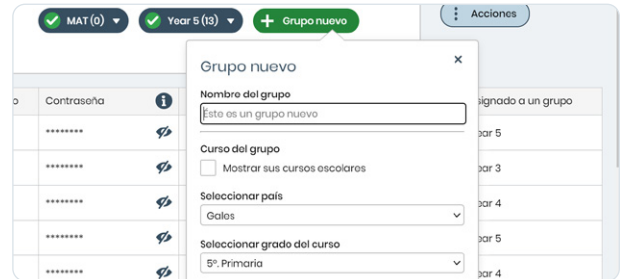 MAT (0)
Year 5 (13)
+ Grupo nuevo
Acciones
Grupo nuevo
×
Nombre del grupo
Este es un grupo nuevo
Curso del grupo
Mostrar sus cursos escolares
Seleccionar país
Gales
Seleccionar grado del curso
5º. Primaria
Contraseña
signado a un grupo
********
ear 5
********
ear 3
********
ear 4
********
ear 5
********
ear 4